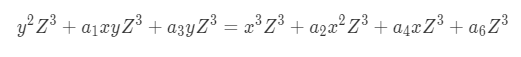 y²Z³ + a₁xyZ³ + a₃yZ³ = x³Z³ + a₂x²Z³ + a₄xZ³ + a₆Z³